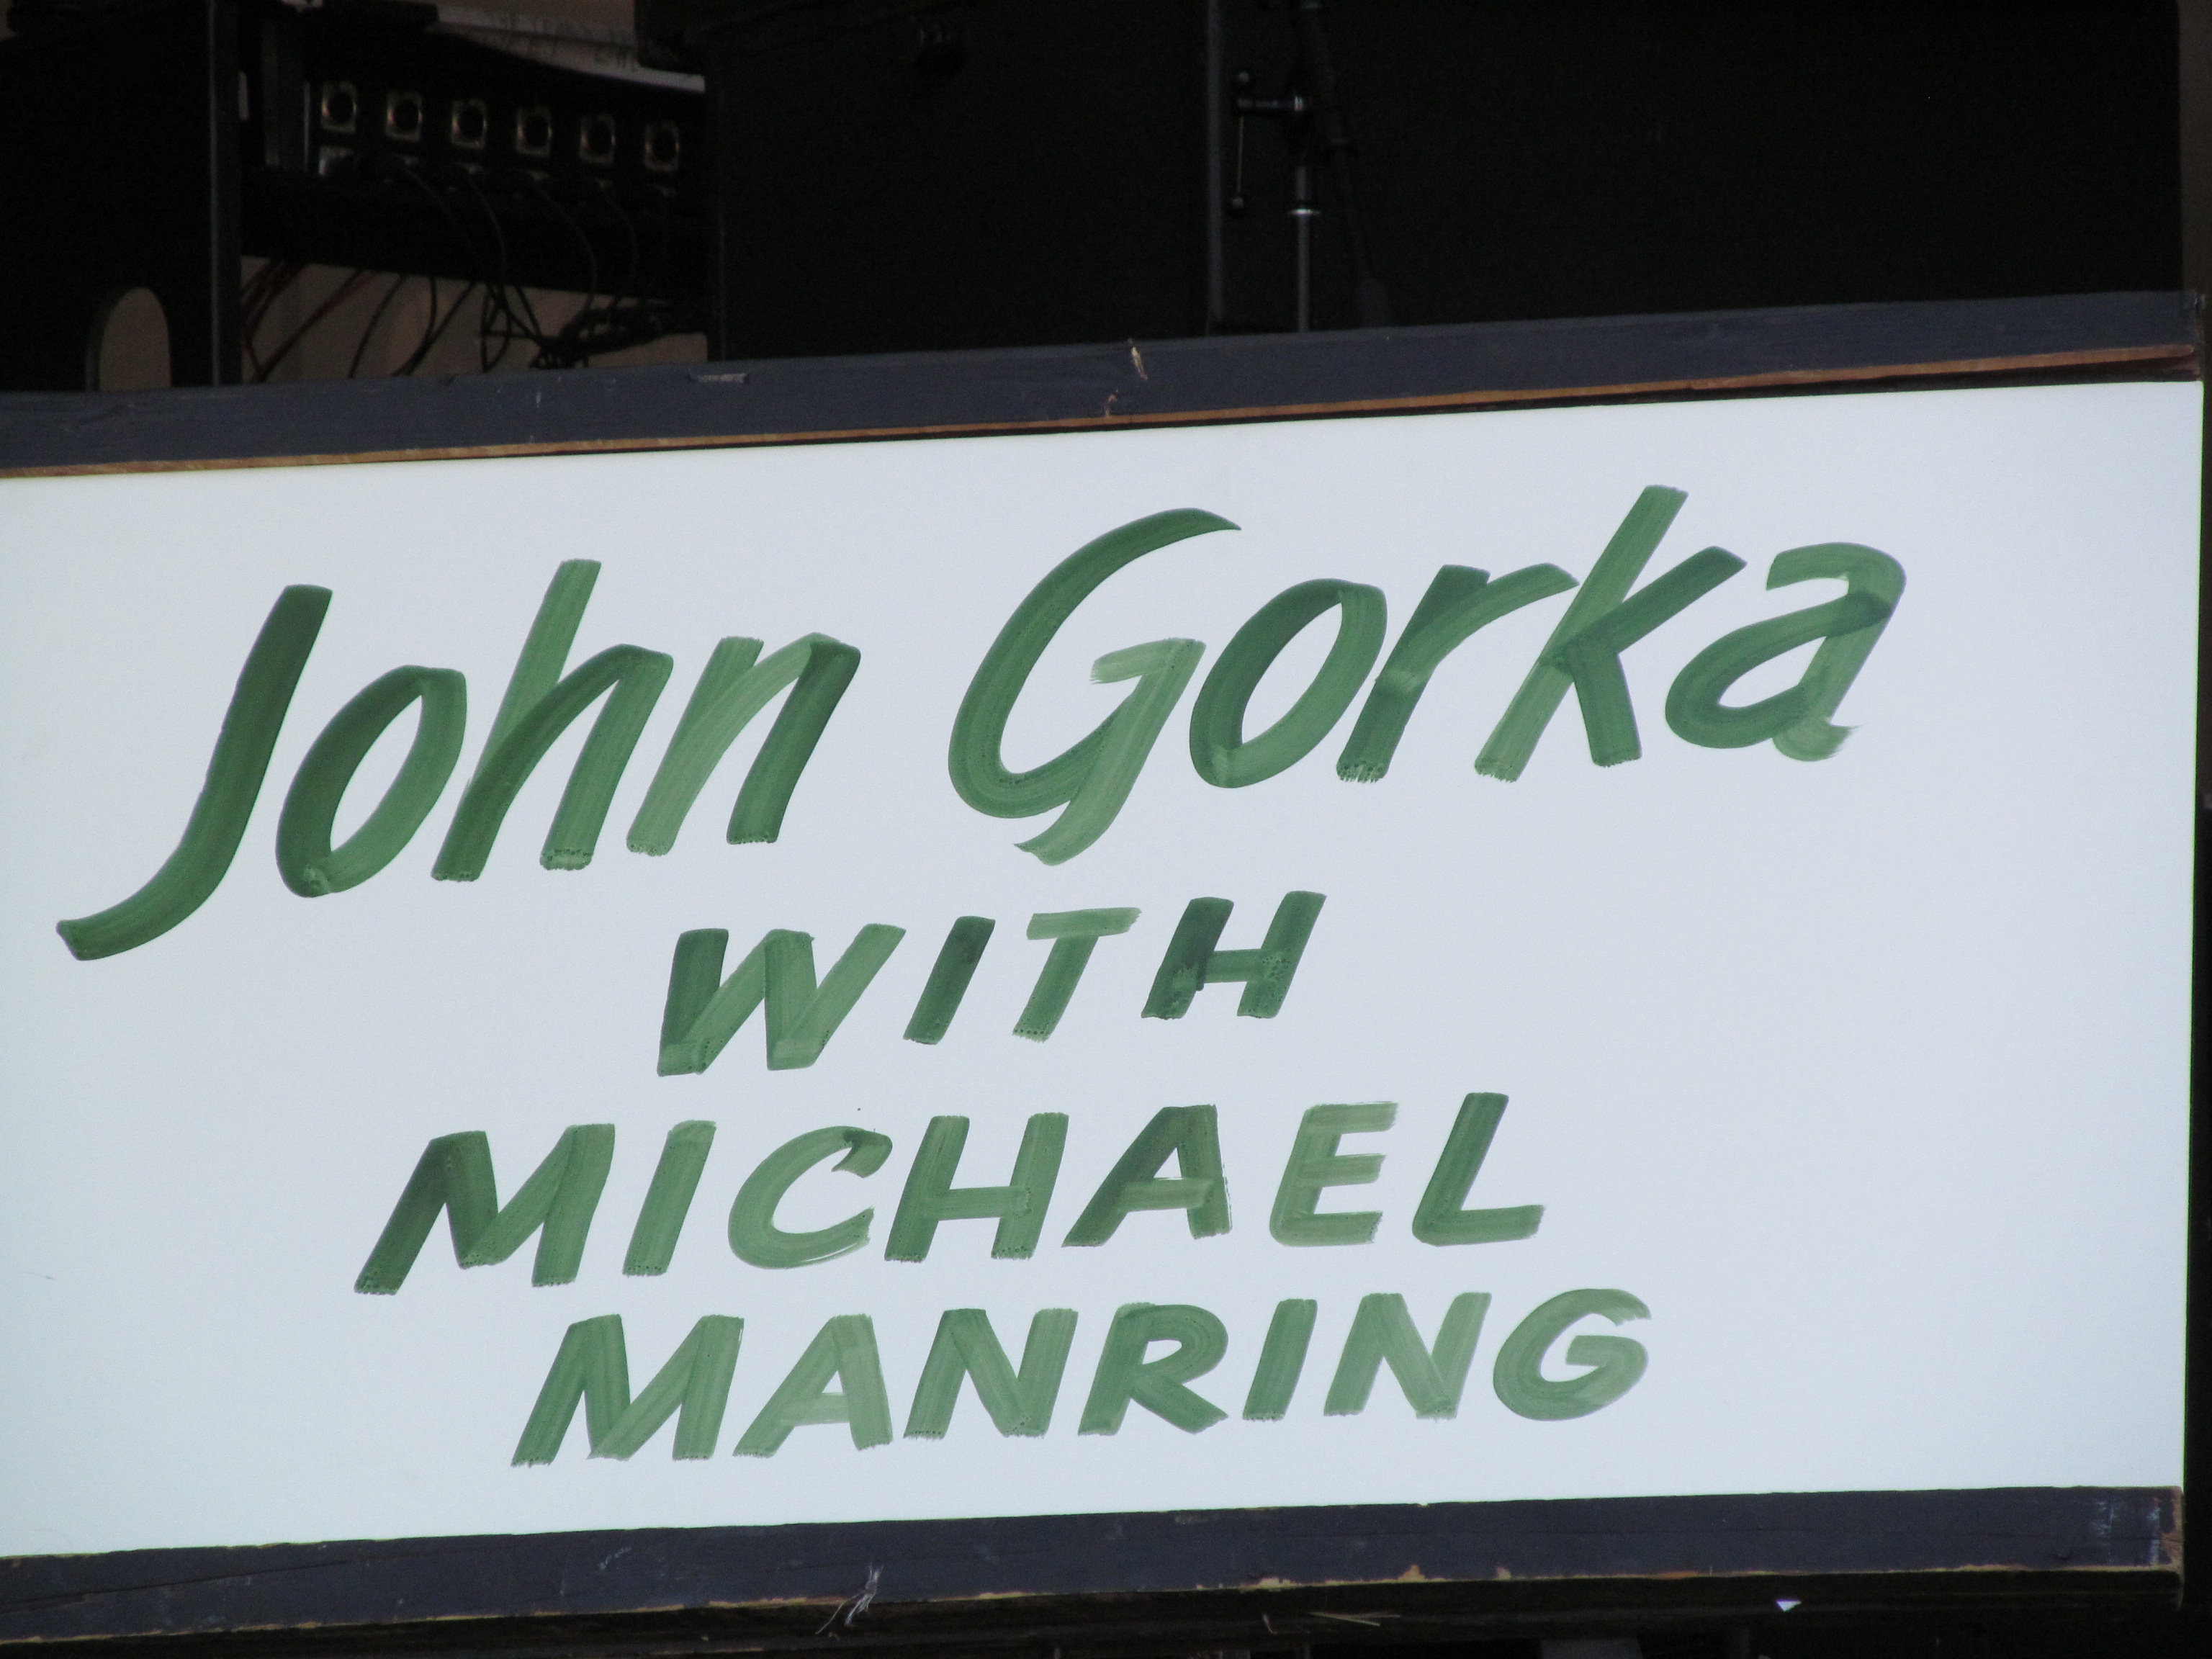 John Gorka
WITH
MICHAEL
MANRING